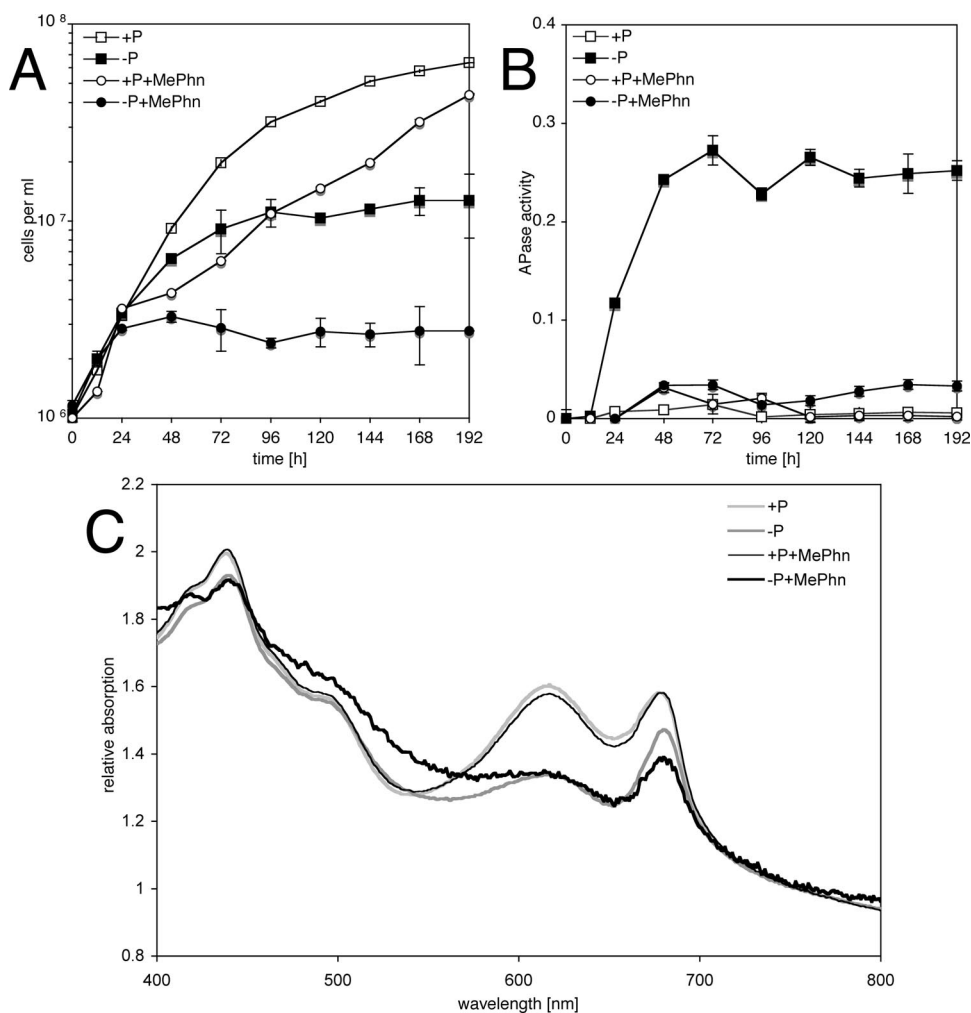 A
10 8
10 7
10 6
cells per ml
+P
-P
+P+MePhn
-P+MePhn
0 24 48 72 96 120 144 168 192
time [h]
B
0.4
0.3
0.2
0.1
0
APase activity
+P
-P
+P+MePhn
-P+MePhn
0 24 48 72 96 120 144 168 192
time [h]
C
2.2
2
1.8
1.6
1.4
1.2
1
0.8
relative absorption
+P
-P
+P+MePhn
-P+MePhn
400 500 600 700 800
wavelength [nm]